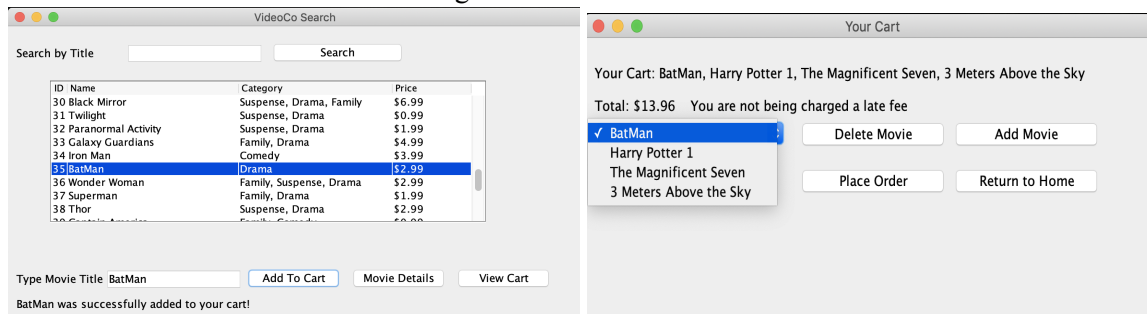 VideoCo Search
Search by Title Search
ID Name Category Price
30 Black Mirror Suspense, Drama, Family $6.99
31 Twilight Suspense, Drama $0.99
32 Paranormal Activity Suspense, Drama $1.99
33 Galaxy Guardians Family, Drama $4.99
34 Iron Man Comedy $3.99
35 BatMan Drama $2.99
36 Wonder Woman Family, Suspense, Drama $2.99
37 Superman Family, Drama $1.99
38 Thor Suspense, Drama $2.99
Type Movie Title BatMan Add To Cart Movie Details View Cart
BatMan was successfully added to your cart!
Your Cart
Your Cart: BatMan, Harry Potter 1, The Magnificent Seven, 3 Meters Above the Sky
Total: $13.96 You are not being charged a late fee
✓ BatMan Delete Movie Add Movie
Harry Potter 1
The Magnificent Seven Place Order Return to Home
3 Meters Above the Sky